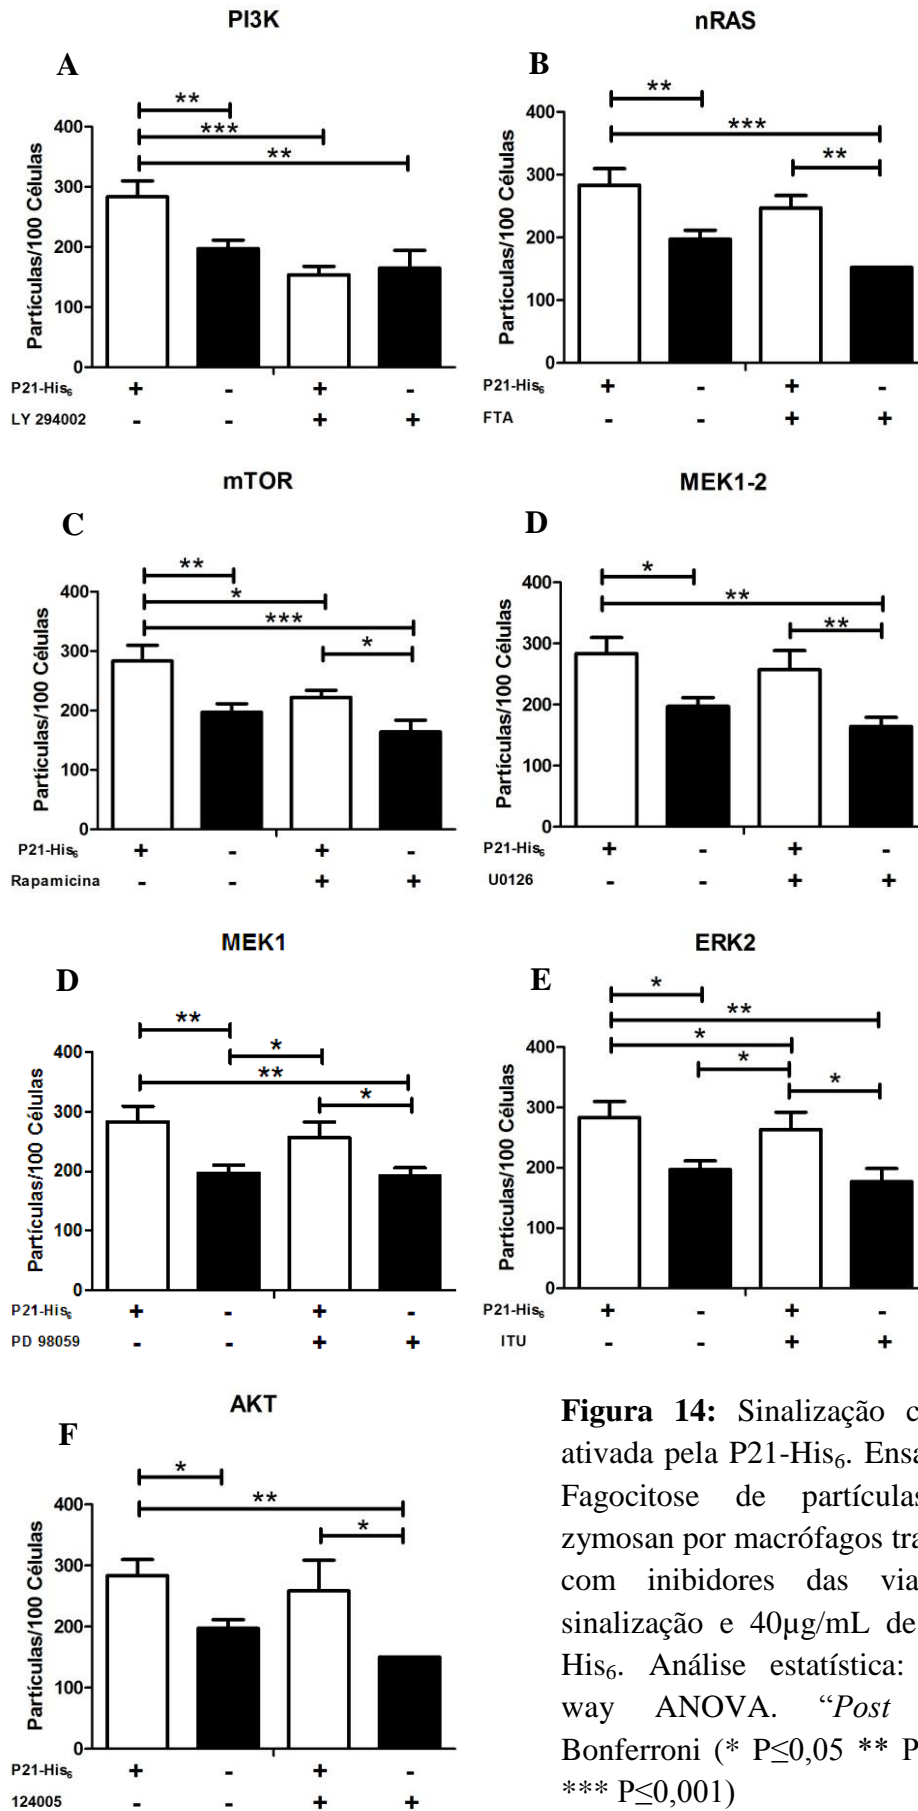 PI3K
A
**
***
**
400
300
200
100
0
Partículas/100 Células
P21-His₆ + - + -
LY 294002 - - + +
nRAS
B
**
***
**
400
300
200
100
0
Partículas/100 Células
P21-His₆ + - + -
FTA - - + +
mTOR
C
**
*
***
*
400
300
200
100
0
Partículas/100 Células
P21-His₆ + - + -
Rapamicina - - + +
MEK1-2
D
*
**
**
400
300
200
100
0
Partículas/100 Células
P21-His₆ + - + -
U0126 - - + +
MEK1
D
**
*
**
*
400
300
200
100
0
Partículas/100 Células
P21-His₆ + - + -
PD 98059 - - + +
ERK2
E
*
**
*
*
*
400
300
200
100
0
Partículas/100 Células
P21-His₆ + - + -
ITU - - + +
AKT
F
*
**
*
400
300
200
100
0
Partículas/100 Células
P21-His₆ + - + -
124005 - - + +
Figura 14: Sinalização c
ativada pela P21-His₆. Ensa
Fagocitose de partículas
zymosan por macrófagos tra
com inibidores das via
sinalização e 40µg/mL de
His₆. Análise estatística:
way ANOVA. “Post
Bonferroni (* P≤0,05 ** P
*** P≤0,001)